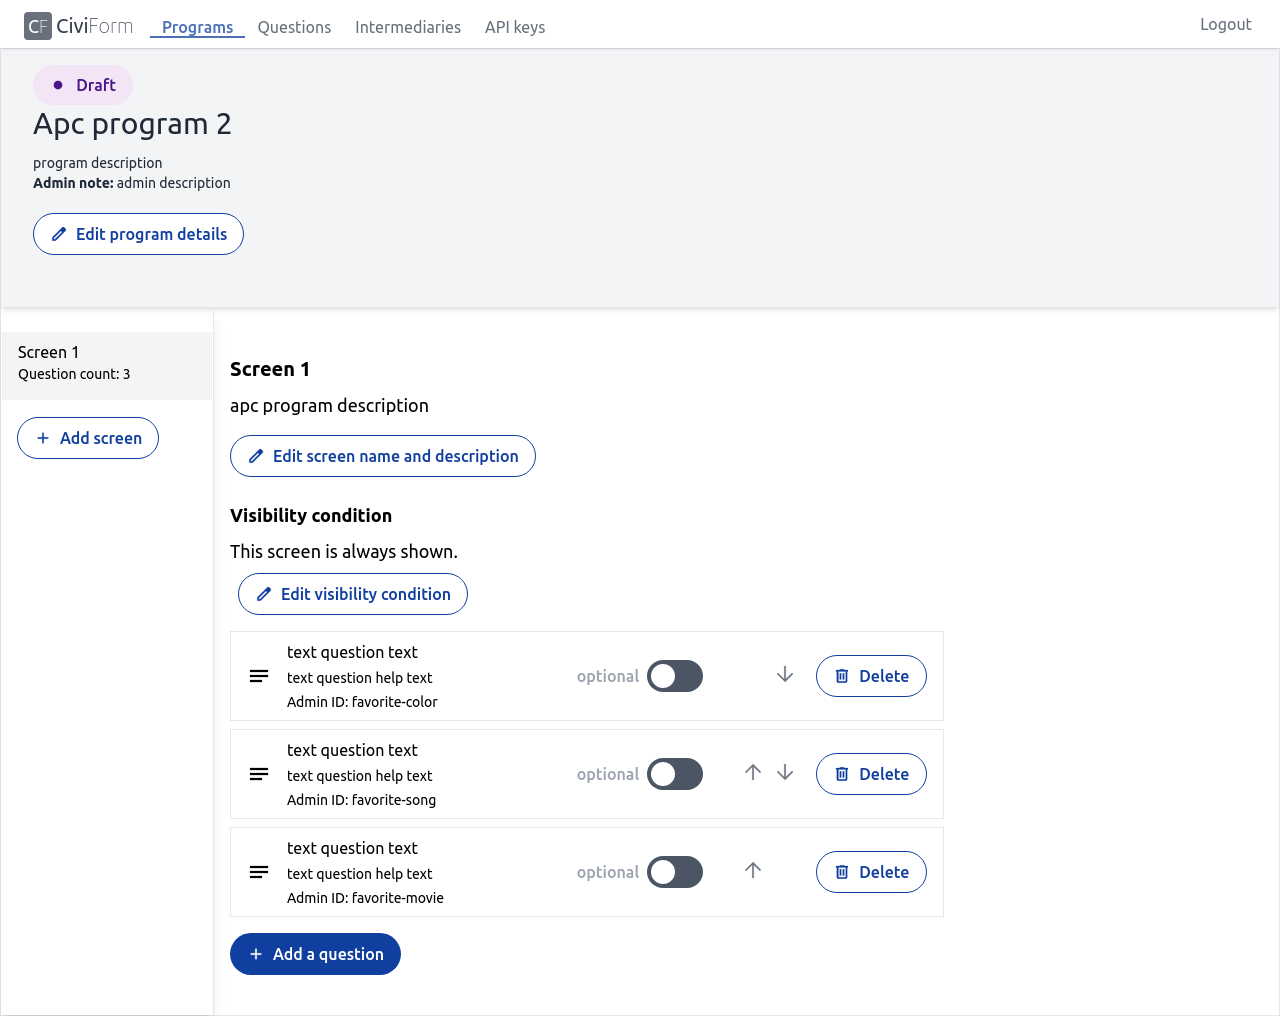 CF CiviForm Programs Questions Intermediaries API keys Logout
Draft
Apc program 2
program description
Admin note: admin description
Edit program details
Screen 1
Question count: 3
Add screen
Screen 1
apc program description
Edit screen name and description
Visibility condition
This screen is always shown.
Edit visibility condition
text question text
text question help text
Admin ID: favorite-color
optional
Delete
text question text
text question help text
Admin ID: favorite-song
optional
Delete
text question text
text question help text
Admin ID: favorite-movie
optional
Delete
Add a question